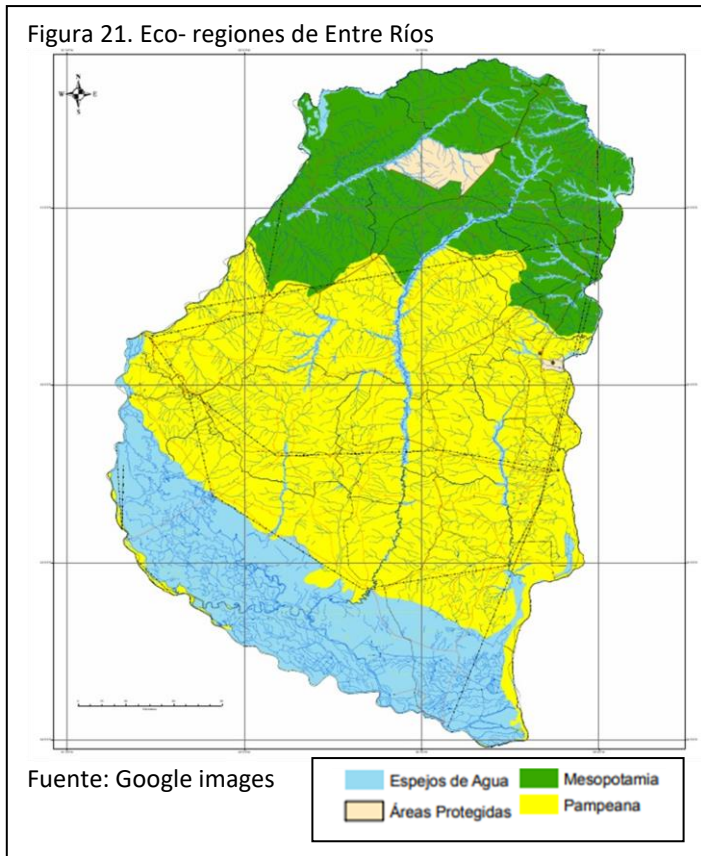 Figura 21. Eco- regiones de Entre Ríos
N
W E
S
Fuente: Google images
Espejos de Agua
Mesopotamia
Áreas Protegidas
Pampeana